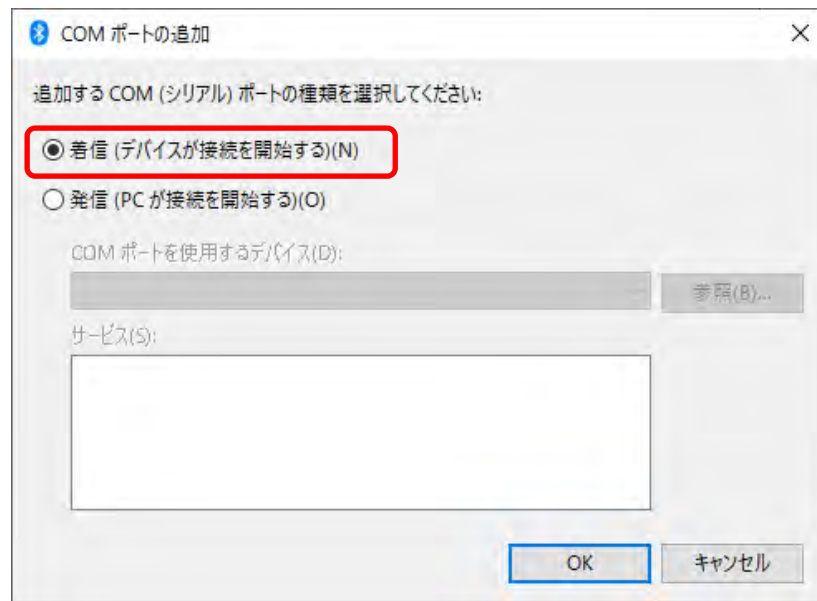 COM ポートの追加
追加する COM (シリアル) ポートの種類を選択してください:
着信 (デバイスが接続を開始する)(N)
発信 (PC が接続を開始する)(O)
COM ポートを使用するデバイス(D):
参照(B)...
サービス(S):
OK
キャンセル